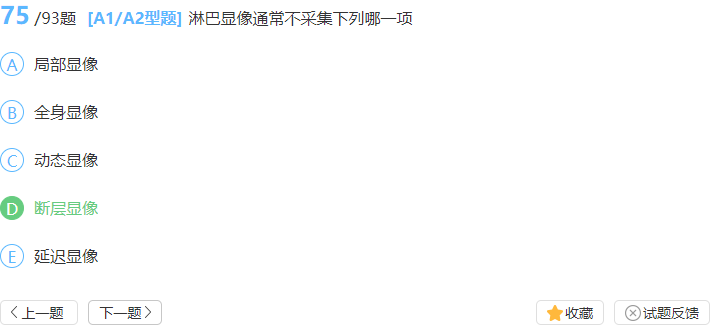 75 /93题 [A1/A2型题] 淋巴显像通常不采集下列哪一项
A 局部显像
B 全身显像
C 动态显像
D 断层显像
E 延迟显像
上一题 下一题 收藏 试题反馈